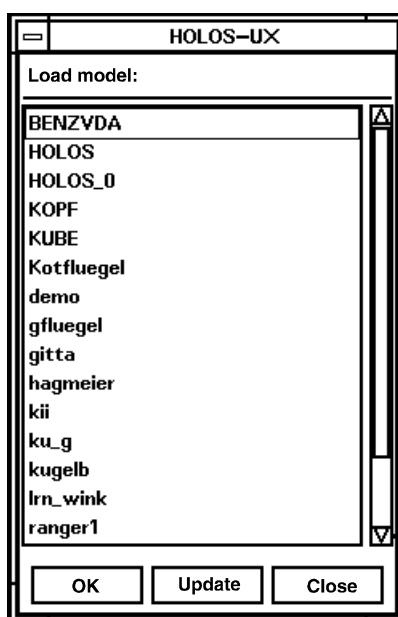 HOLOS-UX
Load model:
BENZVDA
HOLOS
HOLOS_0
KOPF
KUBE
Kotfluegel
demo
gfluegel
gitta
hagmeier
kii
ku_g
kugelb
lrn_wink
ranger1
OK Update Close